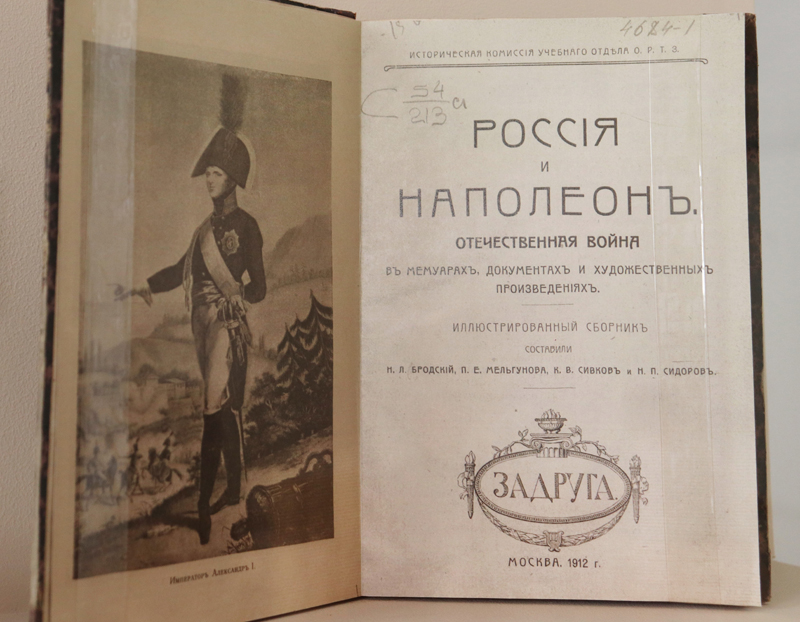 Императоръ Александръ I.
4684-1
ИСТОРИЧЕСКАЯ КОМИССІЯ УЧЕБНАГО ОТДѢЛА О. Р. Т. З.
54
213
РОССІЯ
И
НАПОЛЕОНЪ.
ОТЕЧЕСТВЕННАЯ ВОЙНА
ВЪ МЕМУАРАХЪ, ДОКУМЕНТАХЪ И ХУДОЖЕСТВЕННЫХЪ
ПРОИЗВЕДЕНІЯХЪ.
ИЛЛЮСТРИРОВАННЫЙ СБОРНИКЪ
СОСТАВИЛИ
Н. Л. БРОДСКІЙ, П. Е. МЕЛЬГУНОВА, К. В. СИВКОВЪ и Н. П. СИДОРОВЪ.
ЗАДРУГА.
МОСКВА. 1912 г.